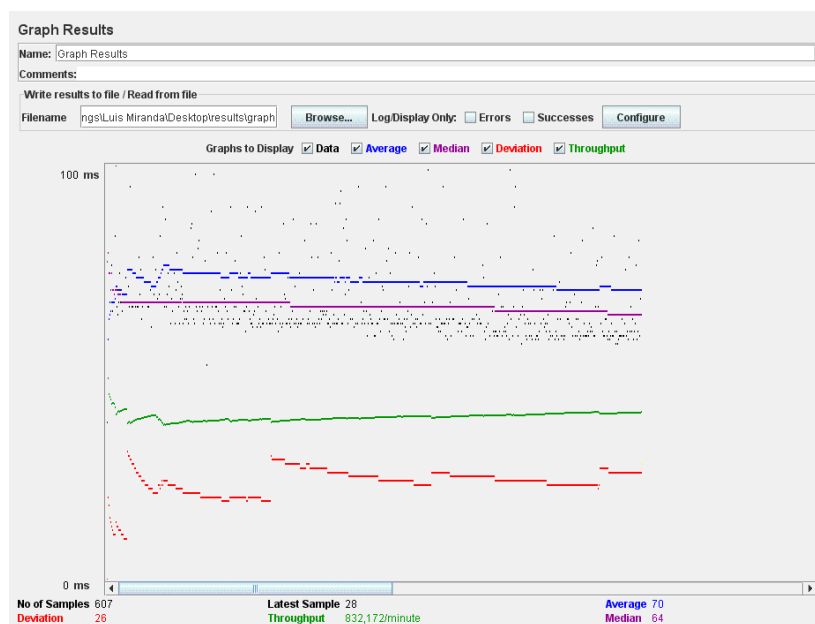 Graph Results
Name: Graph Results
Comments:
Write results to file / Read from file
Filename ngs\Luis Miranda\Desktop\results\graph Browse... Log/Display Only: Errors Successes Configure
Graphs to Display Data Average Median Deviation Throughput
100 ms
0 ms
No of Samples 607 Latest Sample 28 Average 70
Deviation 26 Throughput 832,172/minute Median 64